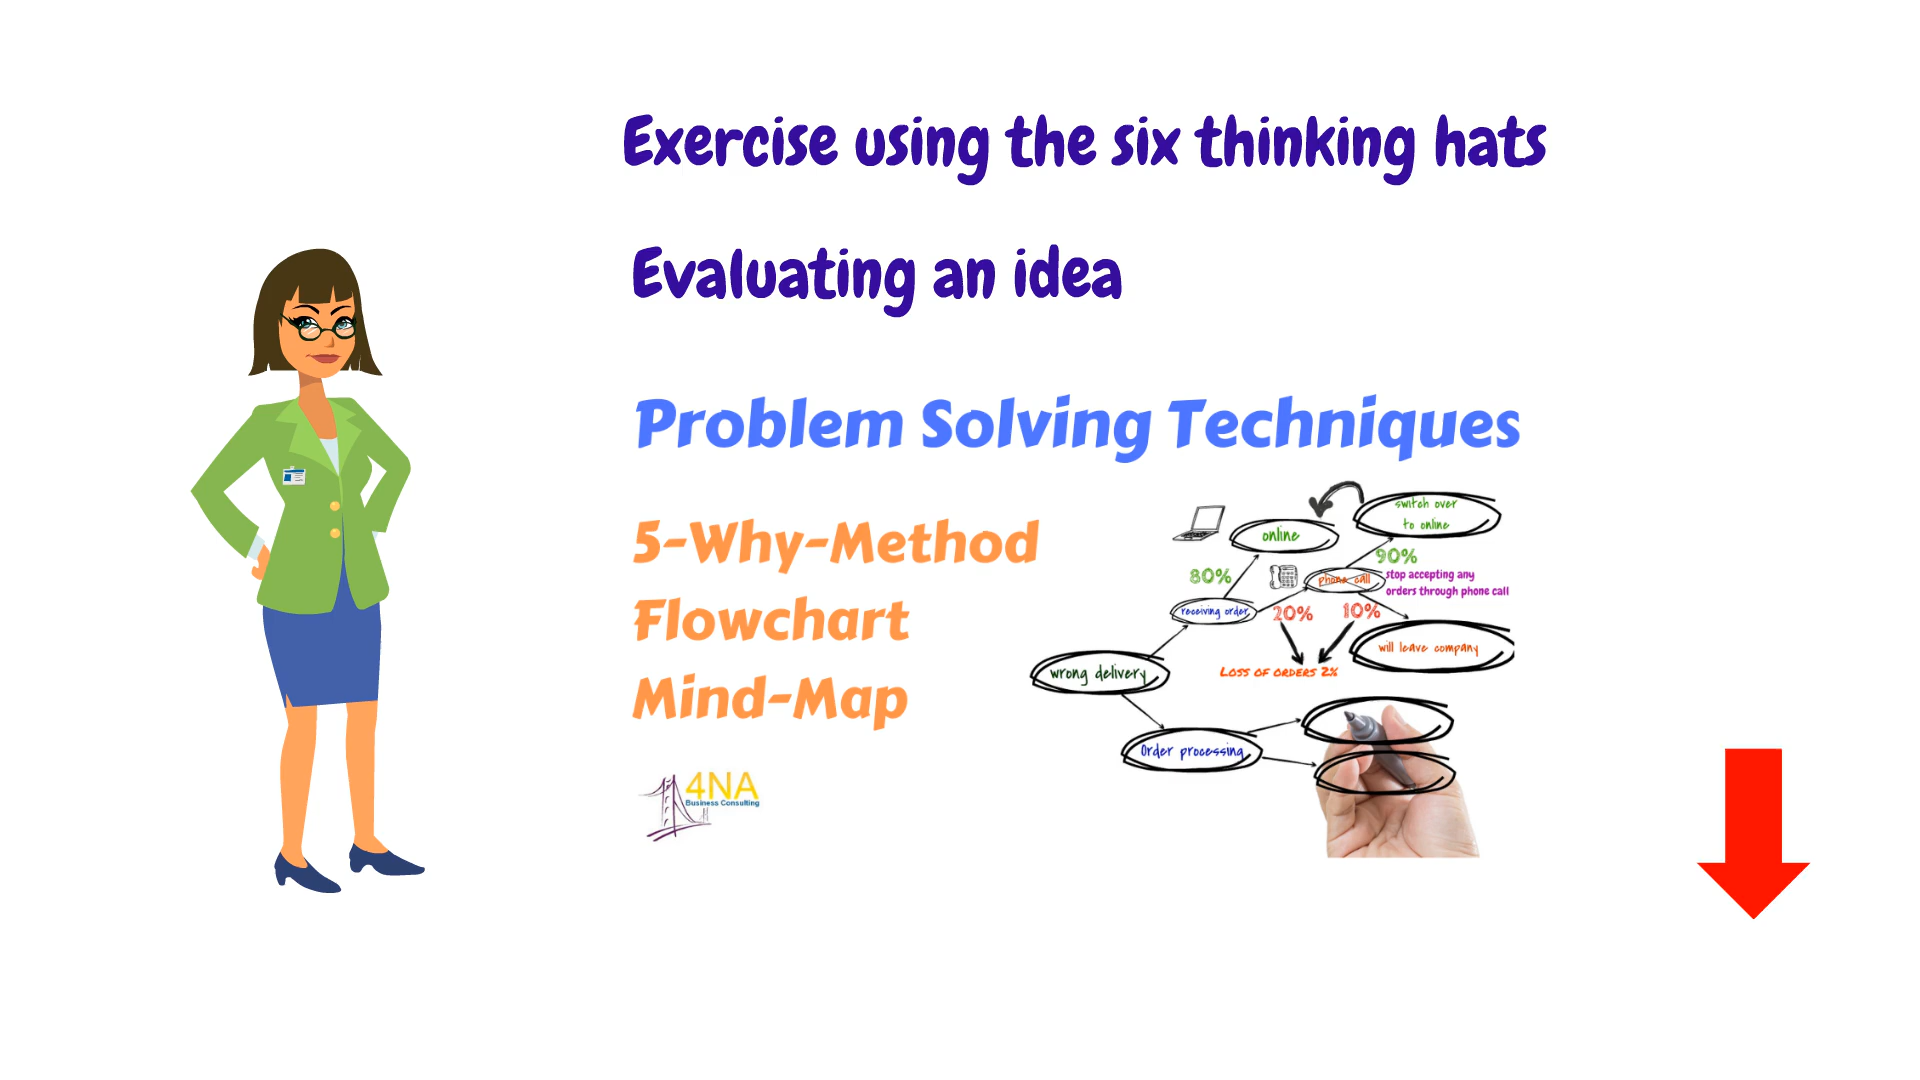 Exercise using the six thinking hats
Evaluating an idea
Problem Solving Techniques
5-Why-Method
Flowchart
Mind-Map
switch over
to online
online
90%
80%
phone call
stop accepting any
orders through phone call
receiving order
20%
10%
will leave company
Loss of orders 2%
wrong delivery
Order processing
4NA
Business Consulting